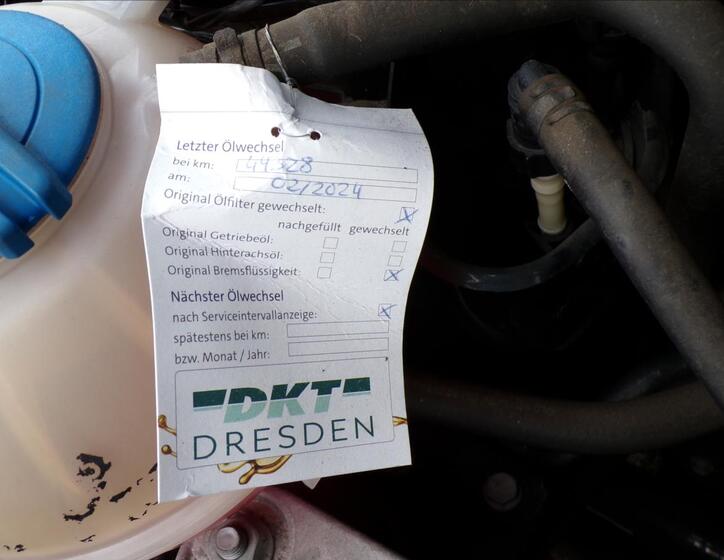 Letzter Ölwechsel
bei km: 44528
am: 02/2024
Original Ölfilter gewechselt:
nachgefüllt gewechselt
Original Getriebeöl:
Original Hinterachsöl:
Original Bremsflüssigkeit:
Nächster Ölwechsel
nach Serviceintervallanzeige:
spätestens bei km:
bzw. Monat / Jahr:
DKT
DRESDEN